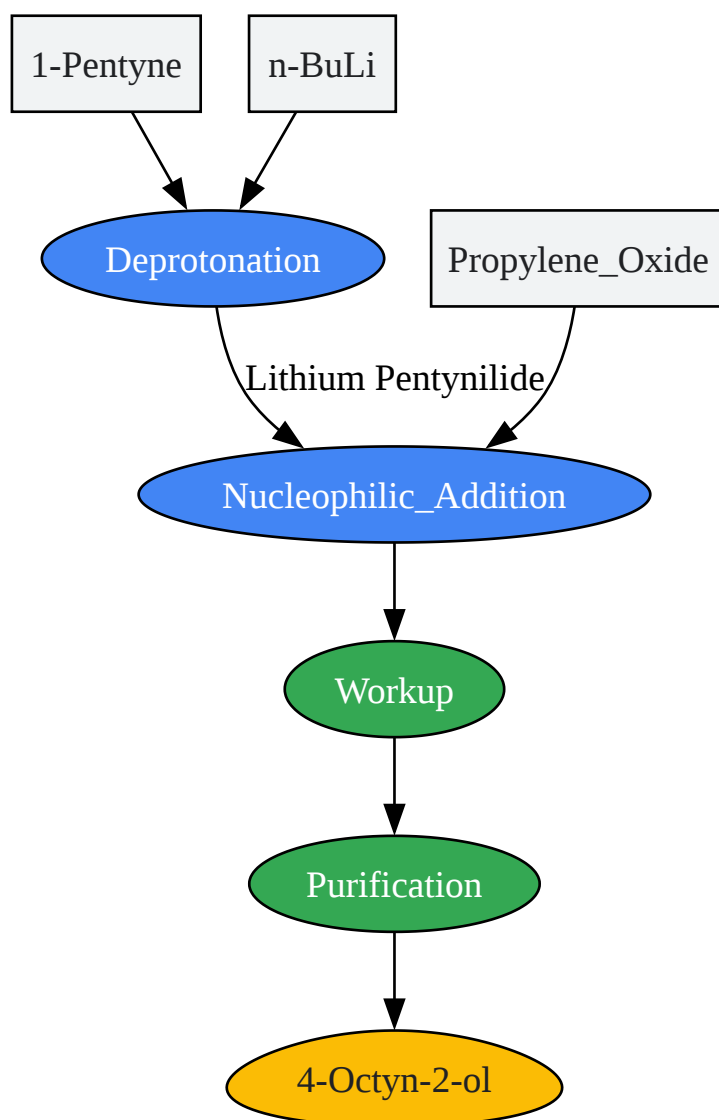 1-Pentyne
n-BuLi
Deprotonation
Propylene_Oxide
Lithium Pentynilide
Nucleophilic_Addition
Workup
Purification
4-Octyn-2-ol